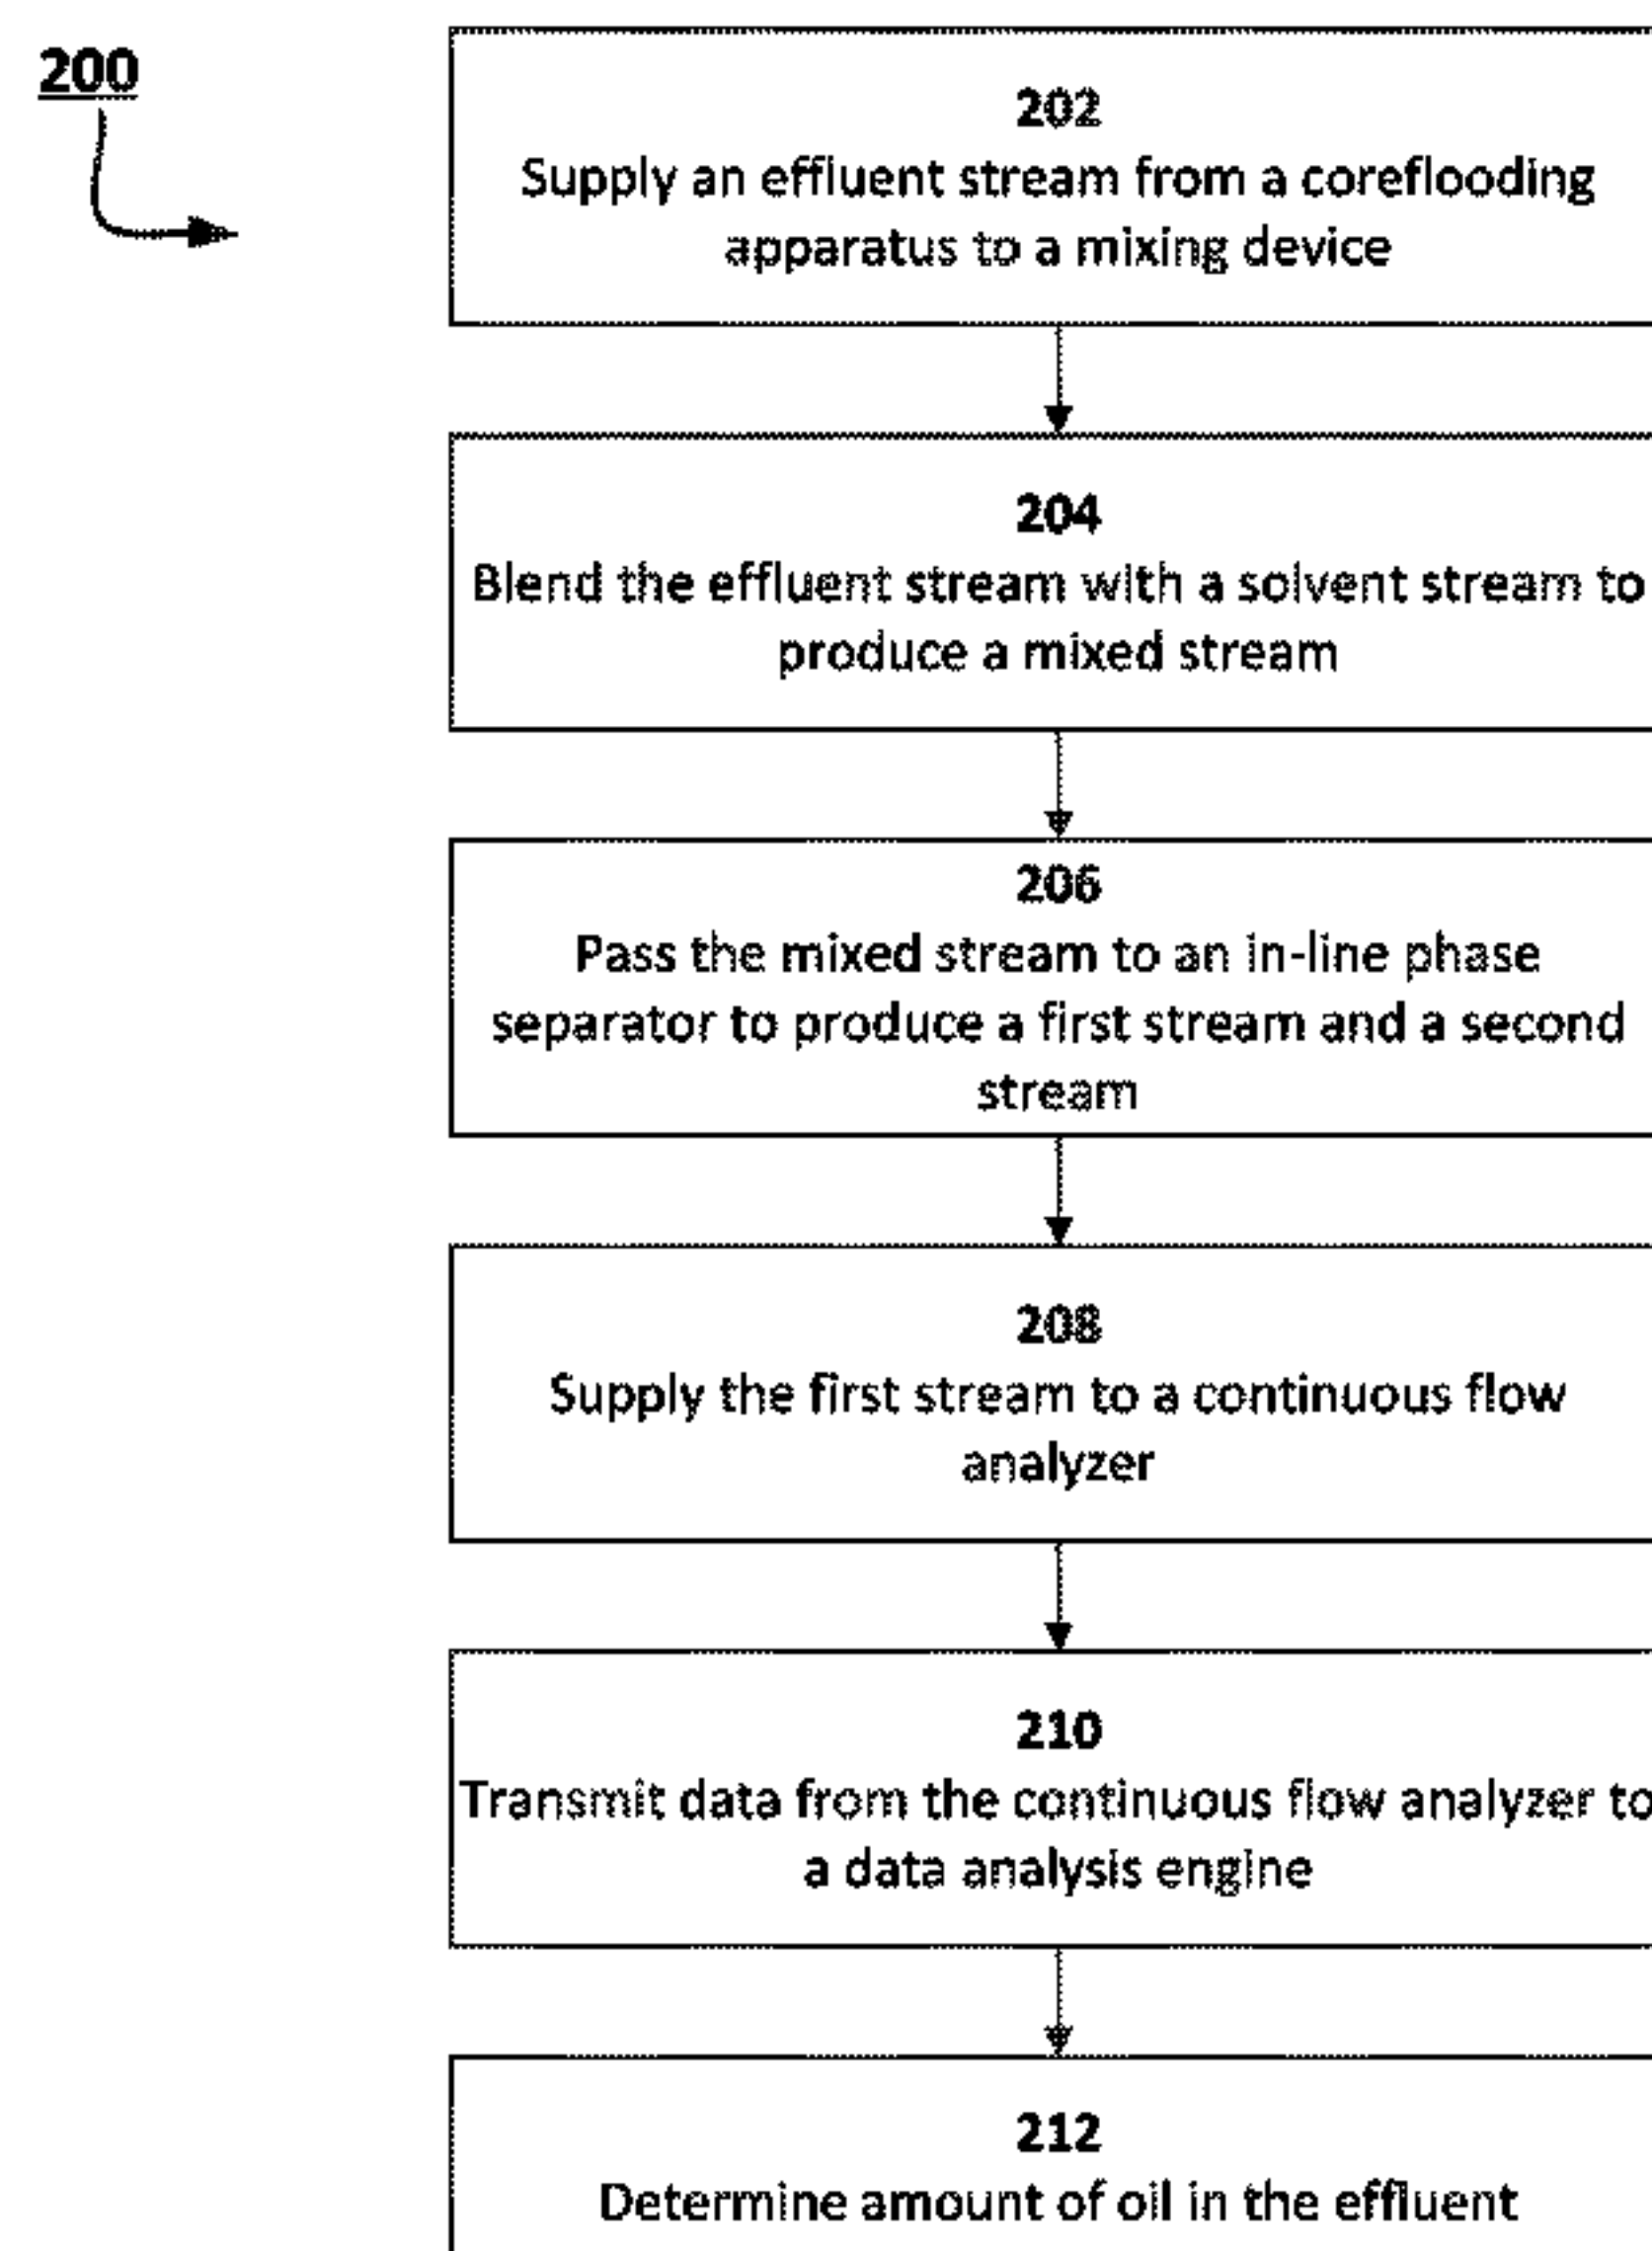 200
202
Supply an effluent stream from a coreflooding
apparatus to a mixing device
204
Blend the effluent stream with a solvent stream to
produce a mixed stream
206
Pass the mixed stream to an in-line phase
separator to produce a first stream and a second
stream
208
Supply the first stream to a continuous flow
analyzer
210
Transmit data from the continuous flow analyzer to
a data analysis engine
212
Determine amount of oil in the effluent